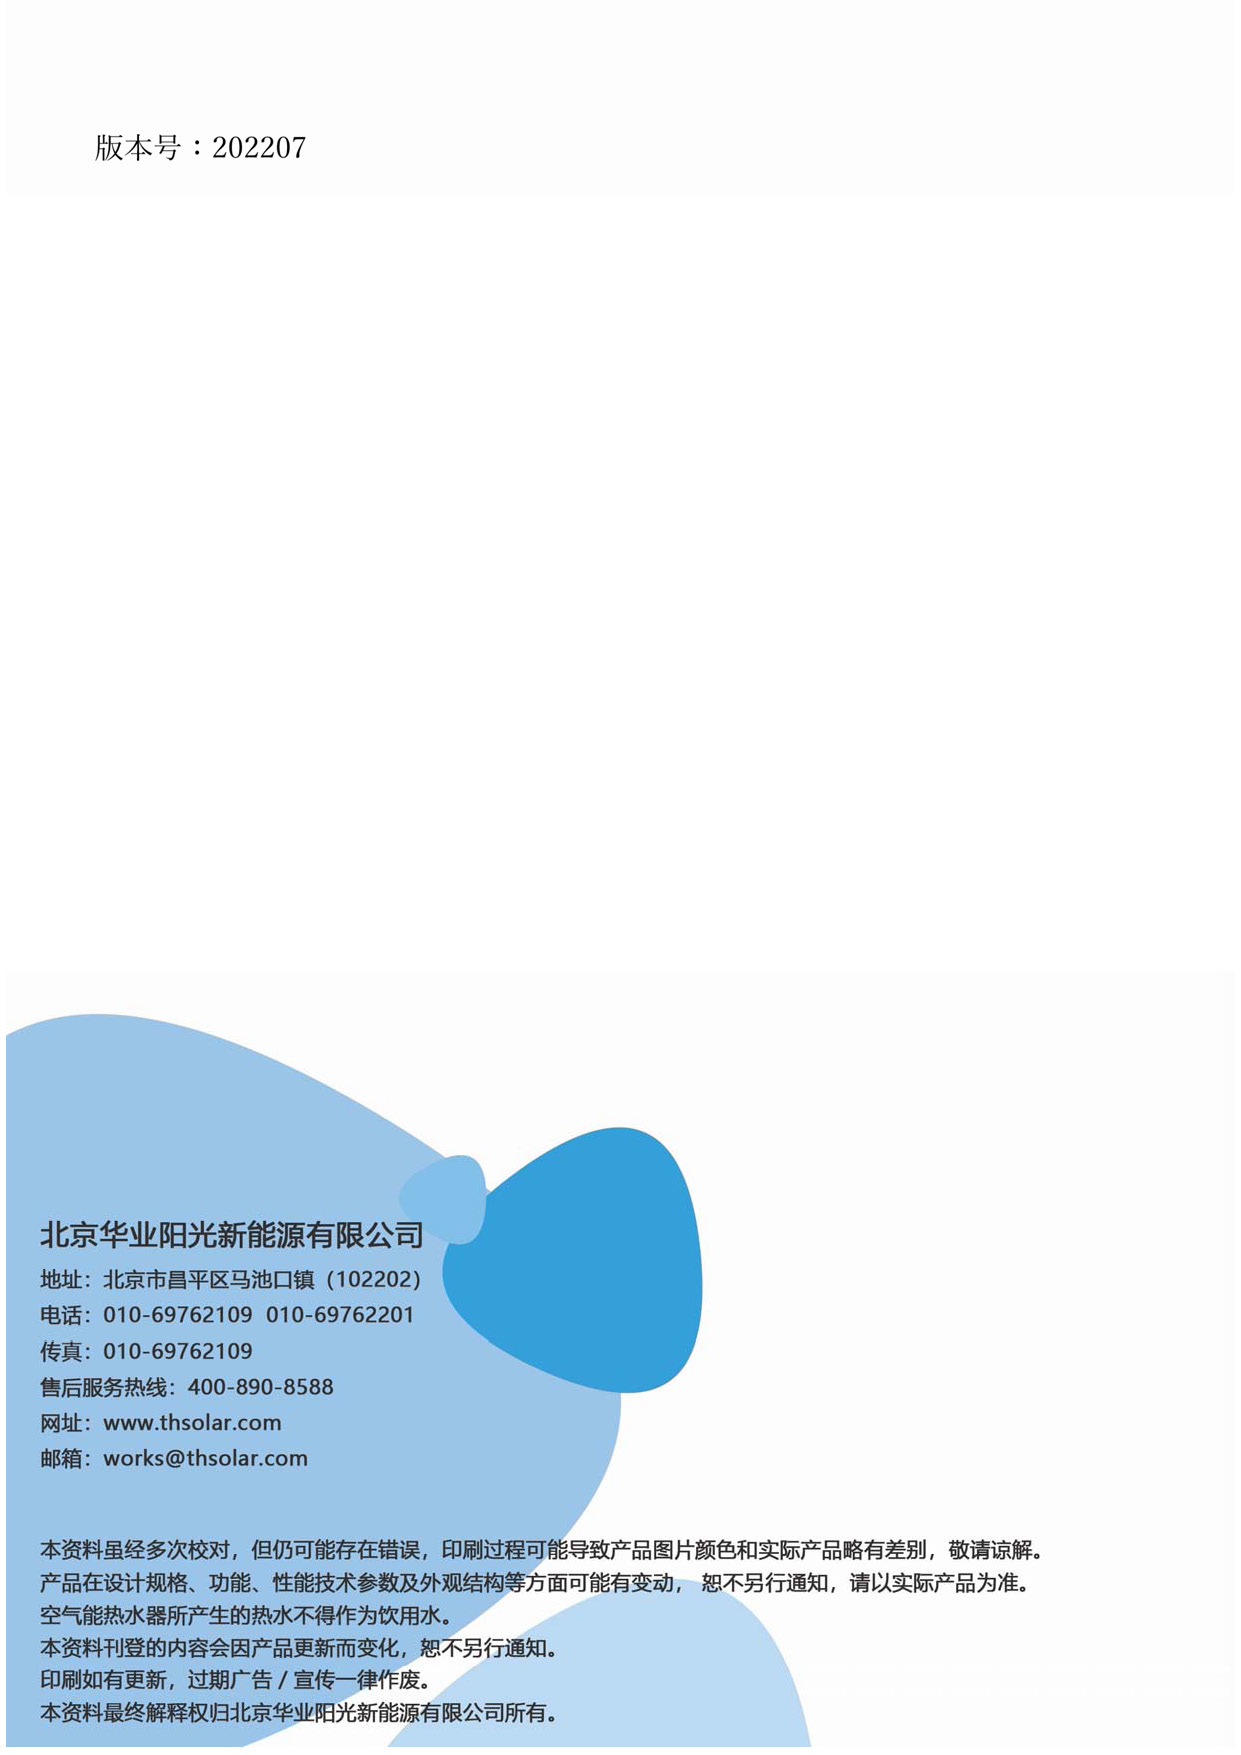 版本号：202207
北京华业阳光新能源有限公司
地址：北京市昌平区马池口镇（102202）
电话：010-69762109  010-69762201
传真：010-69762109
售后服务热线：400-890-8588
网址：www.thsolar.com
邮箱：works@thsolar.com
本资料虽经多次校对，但仍可能存在错误，印刷过程可能导致产品图片颜色和实际产品略有差别，敬请谅解。
产品在设计规格、功能、性能技术参数及外观结构等方面可能有变动， 恕不另行通知，请以实际产品为准。
空气能热水器所产生的热水不得作为饮用水。
本资料刊登的内容会因产品更新而变化，恕不另行通知。
印刷如有更新，过期广告 / 宣传一律作废。
本资料最终解释权归北京华业阳光新能源有限公司所有。